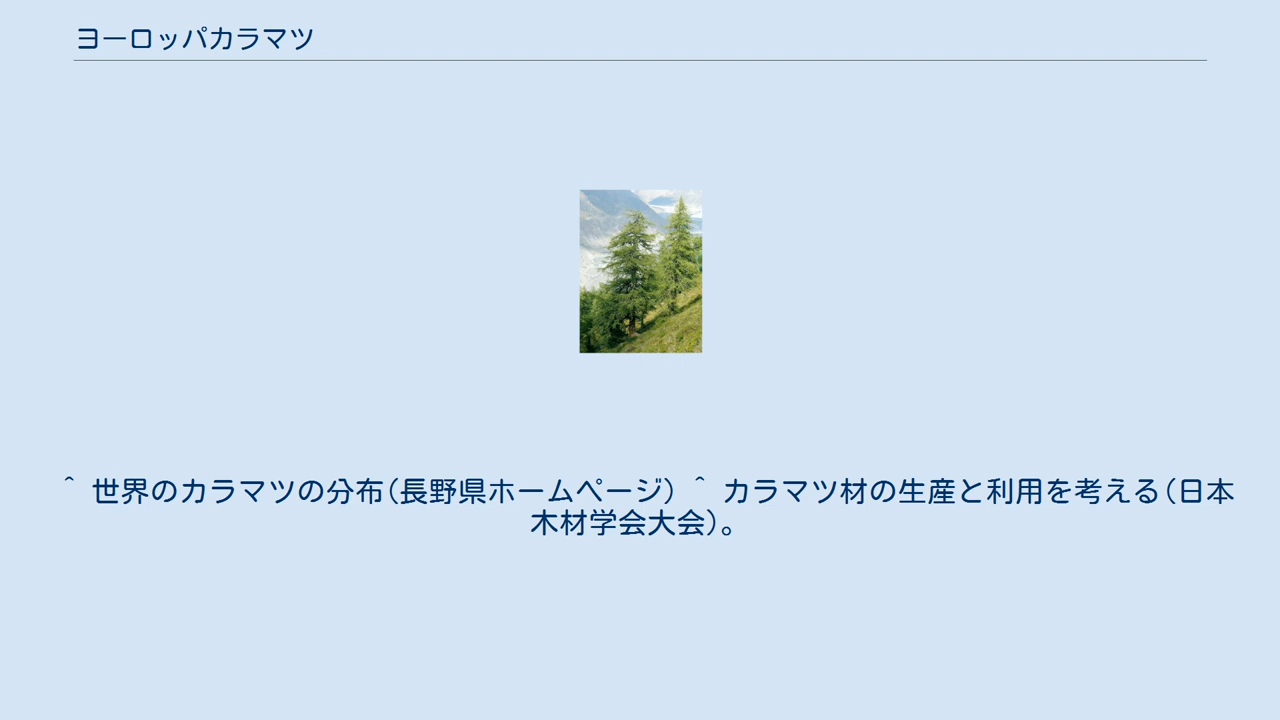 ヨーロッパカラマツ
^ 世界のカラマツの分布(長野県ホームページ) ^ カラマツ材の生産と利用を考える(日本
木材学会大会)。